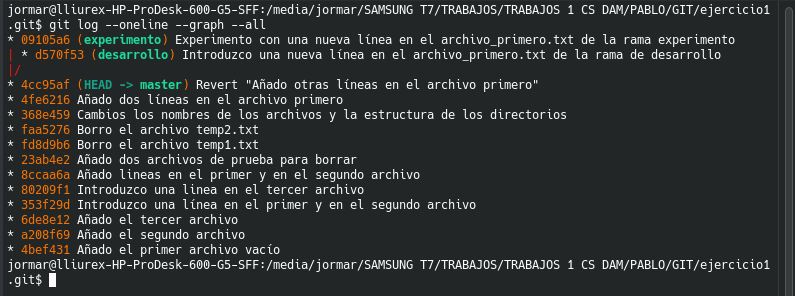 jormar@lliurex-HP-ProDesk-600-G5-SFF:/media/jormar/SAMSUNG T7/TRABAJOS/TRABAJOS 1 CS DAM/PABLO/GIT/ejercicio1
.git$ git log --oneline --graph --all
* 09105a6 (experimento) Experimento con una nueva línea en el archivo_primero.txt de la rama experimento
| * d570f53 (desarrollo) Introduzco una nueva línea en el archivo_primero.txt de la rama de desarrollo
|/
* 4cc95af (HEAD -> master) Revert "Añado otras líneas en el archivo primero"
* 4fe6216 Añado dos líneas en el archivo primero
* 368e459 Cambios los nombres de los archivos y la estructura de los directorios
* faa5276 Borro el archivo temp2.txt
* fd8d9b6 Borro el archivo temp1.txt
* 23ab4e2 Añado dos archivos de prueba para borrar
* 8ccaa6a Añado lineas en el primer y en el segundo archivo
* 80209f1 Introduzco una linea en el tercer archivo
* 353f29d Introduzco una línea en el primer y en el segundo archivo
* 6de8e12 Añado el tercer archivo
* a208f69 Añado el segundo archivo
* 4bef431 Añado el primer archivo vacío
jormar@lliurex-HP-ProDesk-600-G5-SFF:/media/jormar/SAMSUNG T7/TRABAJOS/TRABAJOS 1 CS DAM/PABLO/GIT/ejercicio1
.git$